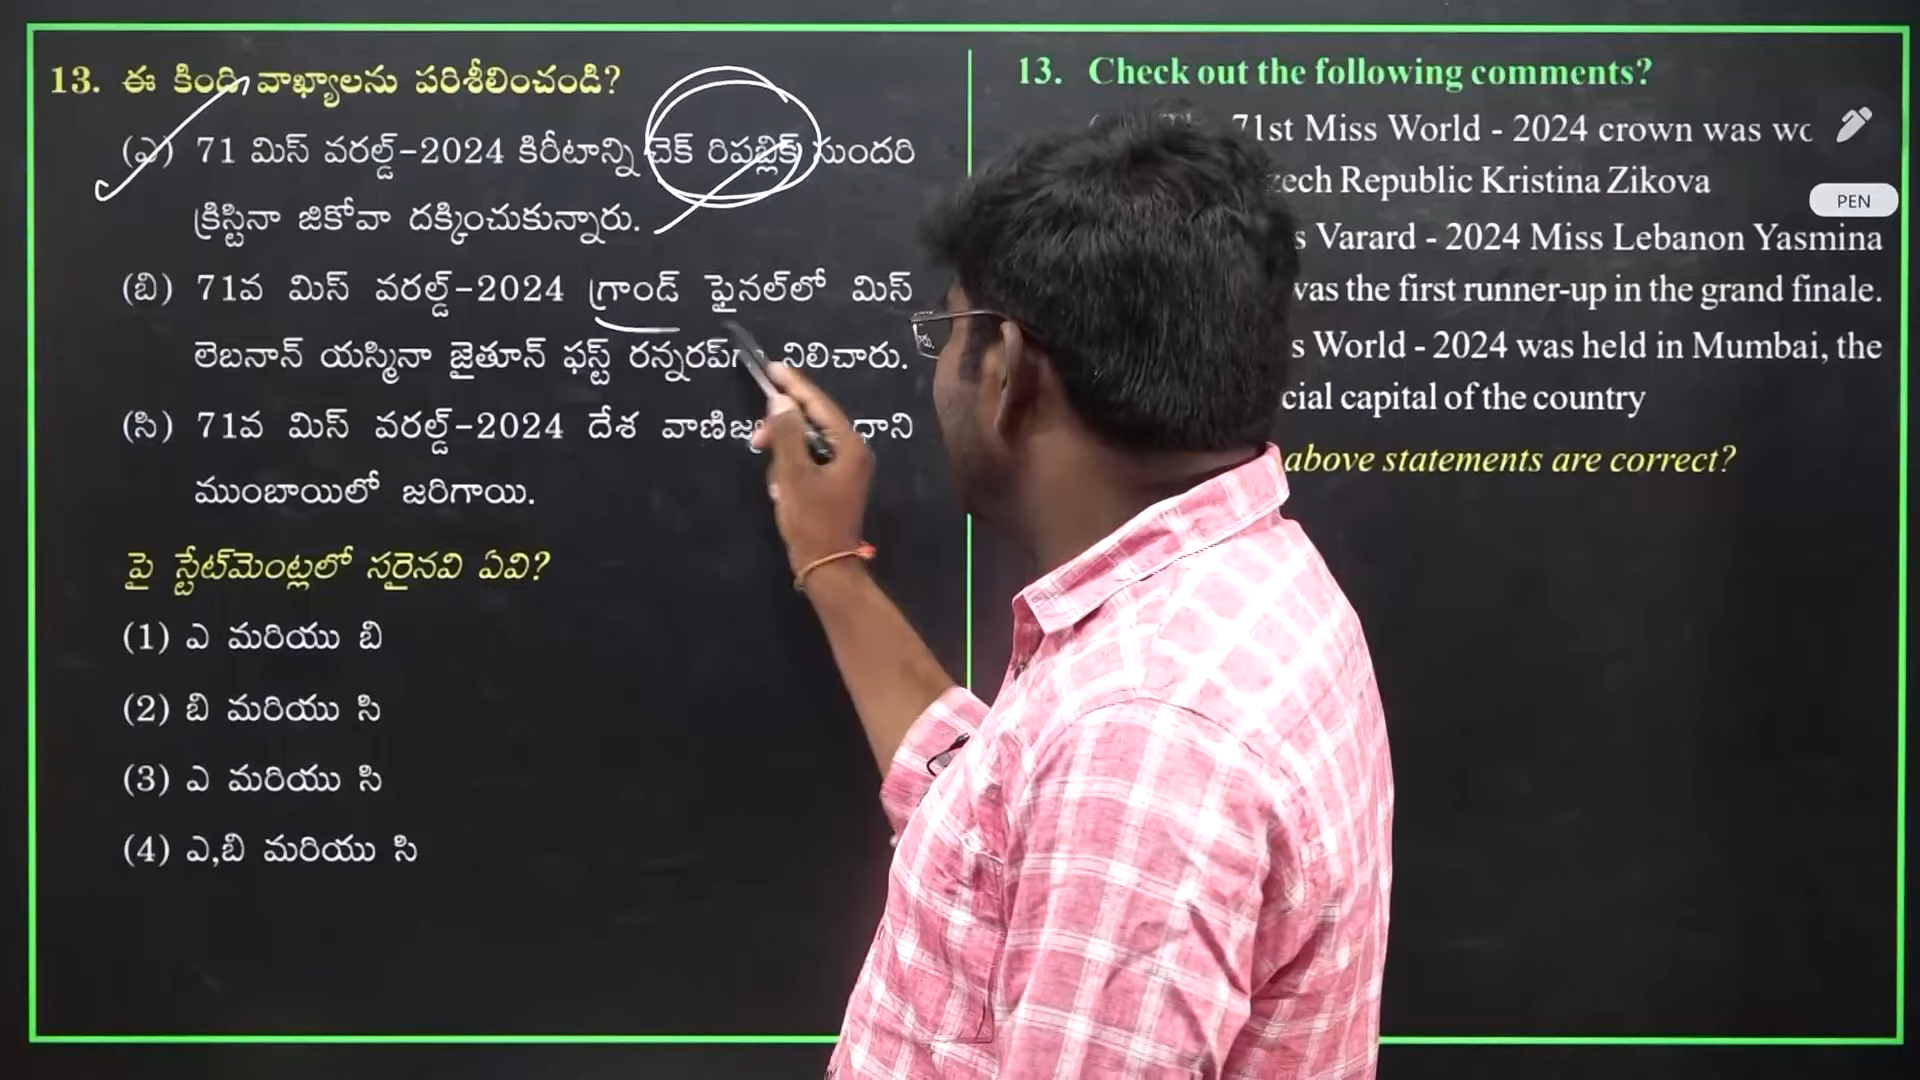 13. ఈ కింది వాఖ్యాలను పరిశీలించండి?
(ఎ) 71 మిస్ వరల్డ్-2024 కిరీటాన్ని చెక్ రిపబ్లిక్ సుందరి
క్రిస్టినా జికోవా దక్కించుకున్నారు.
(బి) 71వ మిస్ వరల్డ్-2024 గ్రాండ్ ఫైనల్‌లో మిస్
లెబనాన్ యస్మినా జైతూన్ ఫస్ట్ రన్నరప్‌గా నిలిచారు.
(సి) 71వ మిస్ వరల్డ్-2024 దేశ
ముంబాయిలో జరిగాయి.
పై స్టేట్‌మెంట్లలో సరైనవి ఏవి?
(1) ఎ మరియు బి
(2) బి మరియు సి
(3) ఎ మరియు సి
(4) ఎ,బి మరియు సి
13. Check out the following comments?
71st Miss World - 2024 crown was
Republic Kristina Zikova
Varard - 2024 Miss Lebanon Yasmina
was the first runner-up in the grand finale.
World - 2024 was held in Mumbai, the
capital of the country
above statements are correct?
PEN